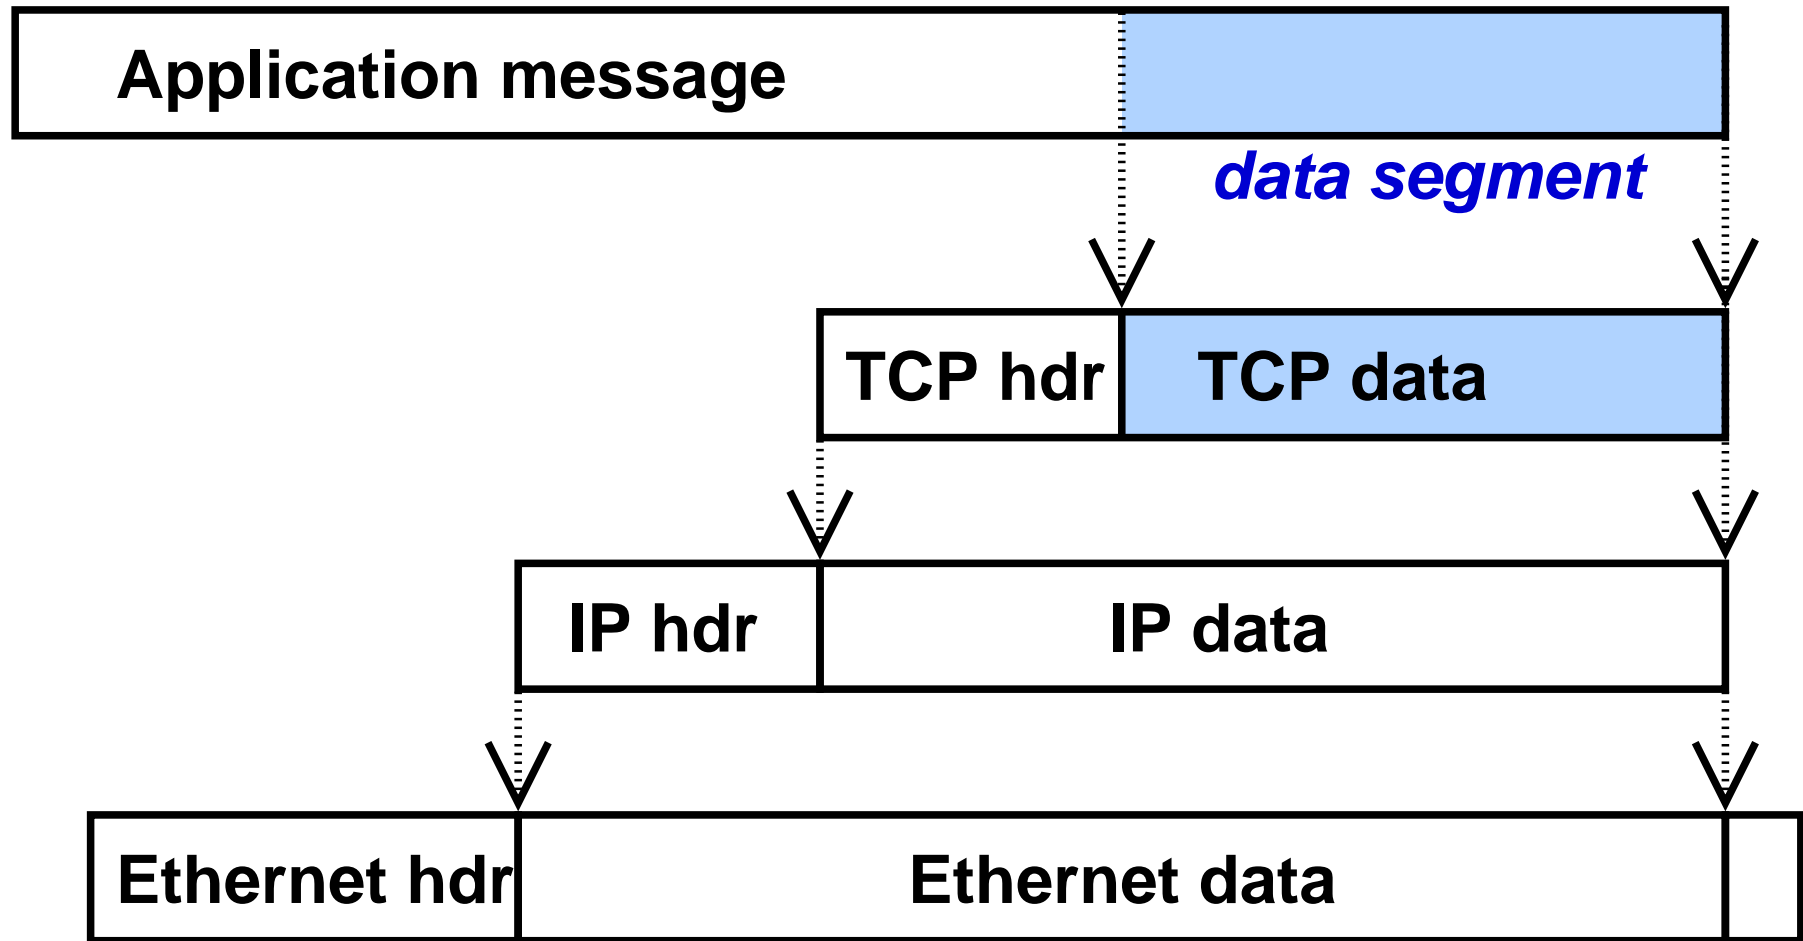 Application message
data segment
TCP hdr TCP data
IP hdr IP data
Ethernet hdr Ethernet data